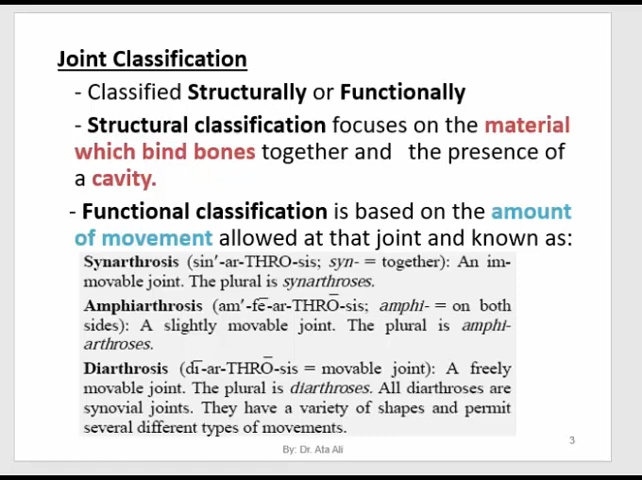 Joint Classification
- Classified Structurally or Functionally
- Structural classification focuses on the material
which bind bones together and the presence of
a cavity.
- Functional classification is based on the amount
of movement allowed at that joint and known as:
Synarthrosis (sin′-ar-THRO-sis; syn- = together): An im-
movable joint. The plural is synarthroses.
Amphiarthrosis (am′-fē-ar-THRŌ-sis; amphi- = on both
sides): A slightly movable joint. The plural is amphi-
arthroses.
Diarthrosis (dī-ar-THRŌ-sis = movable joint): A freely
movable joint. The plural is diarthroses. All diarthroses are
synovial joints. They have a variety of shapes and permit
several different types of movements.
By: Dr. Ata Ali
3